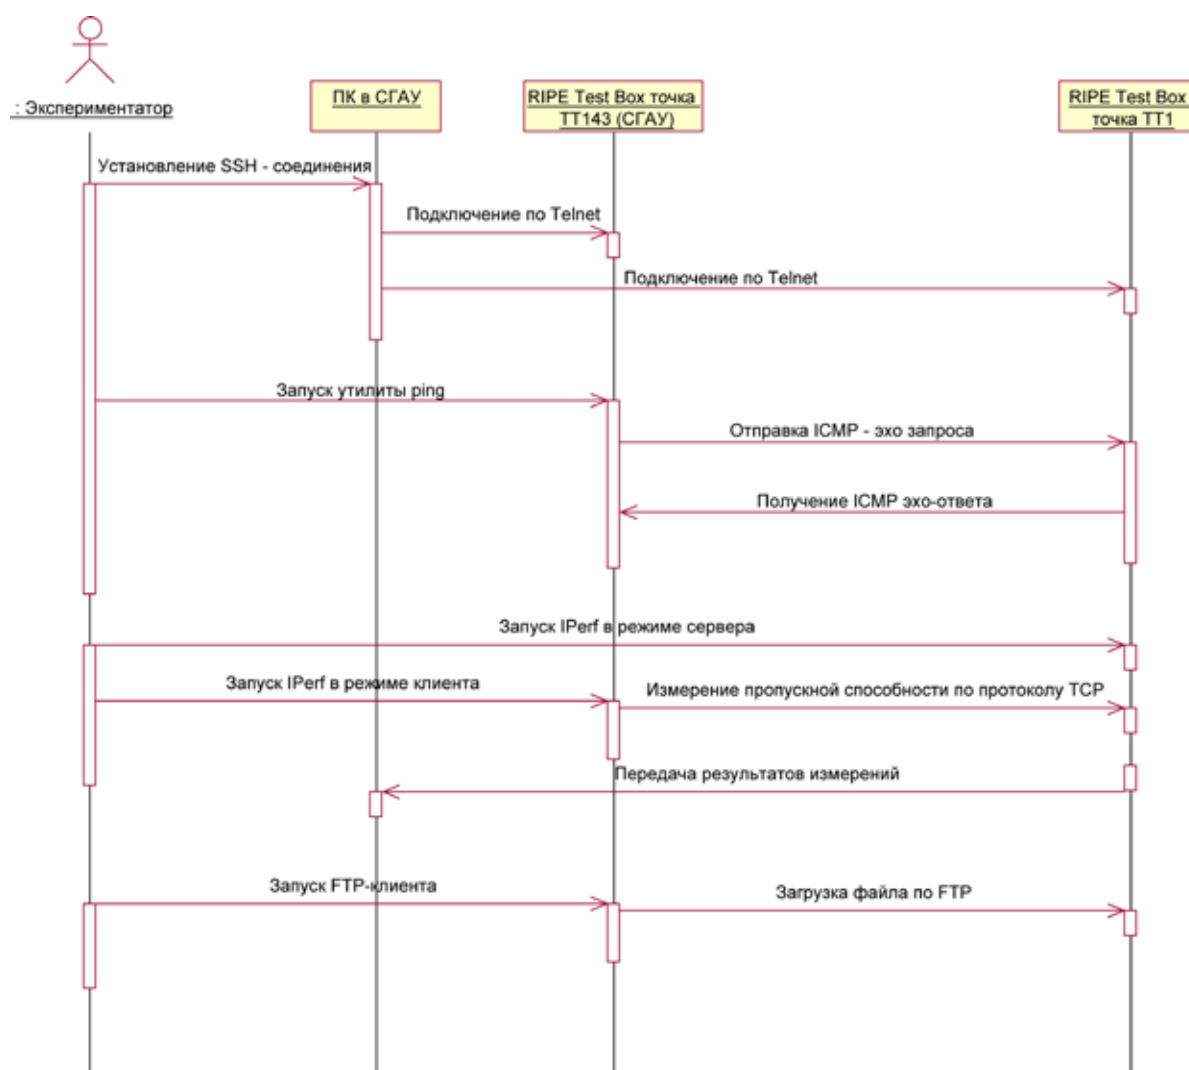 : Экспериментатор
ПК в СГАУ
RIPE Test Box точка
TT143 (СГАУ)
RIPE Test Box
точка TT1
Установление SSH - соединения
Подключение по Telnet
Подключение по Telnet
Запуск утилиты ping
Отправка ICMP - эхо запроса
Получение ICMP эхо-ответа
Запуск IPerf в режиме сервера
Запуск IPerf в режиме клиента
Измерение пропускной способности по протоколу TCP
Передача результатов измерений
Запуск FTP-клиента
Загрузка файла по FTP